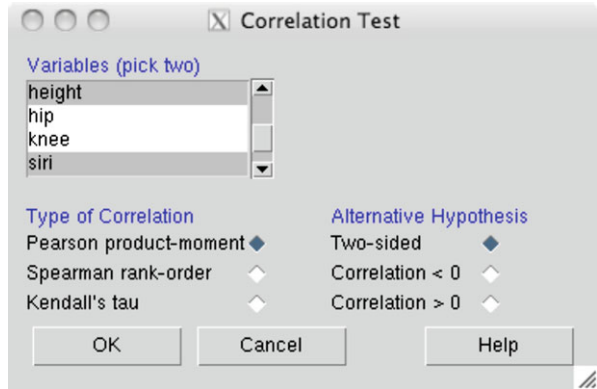 Correlation Test
Variables (pick two)
height
hip
knee
siri
Type of Correlation
Pearson product-moment
Spearman rank-order
Kendall's tau
Alternative Hypothesis
Two-sided
Correlation < 0
Correlation > 0
OK
Cancel
Help